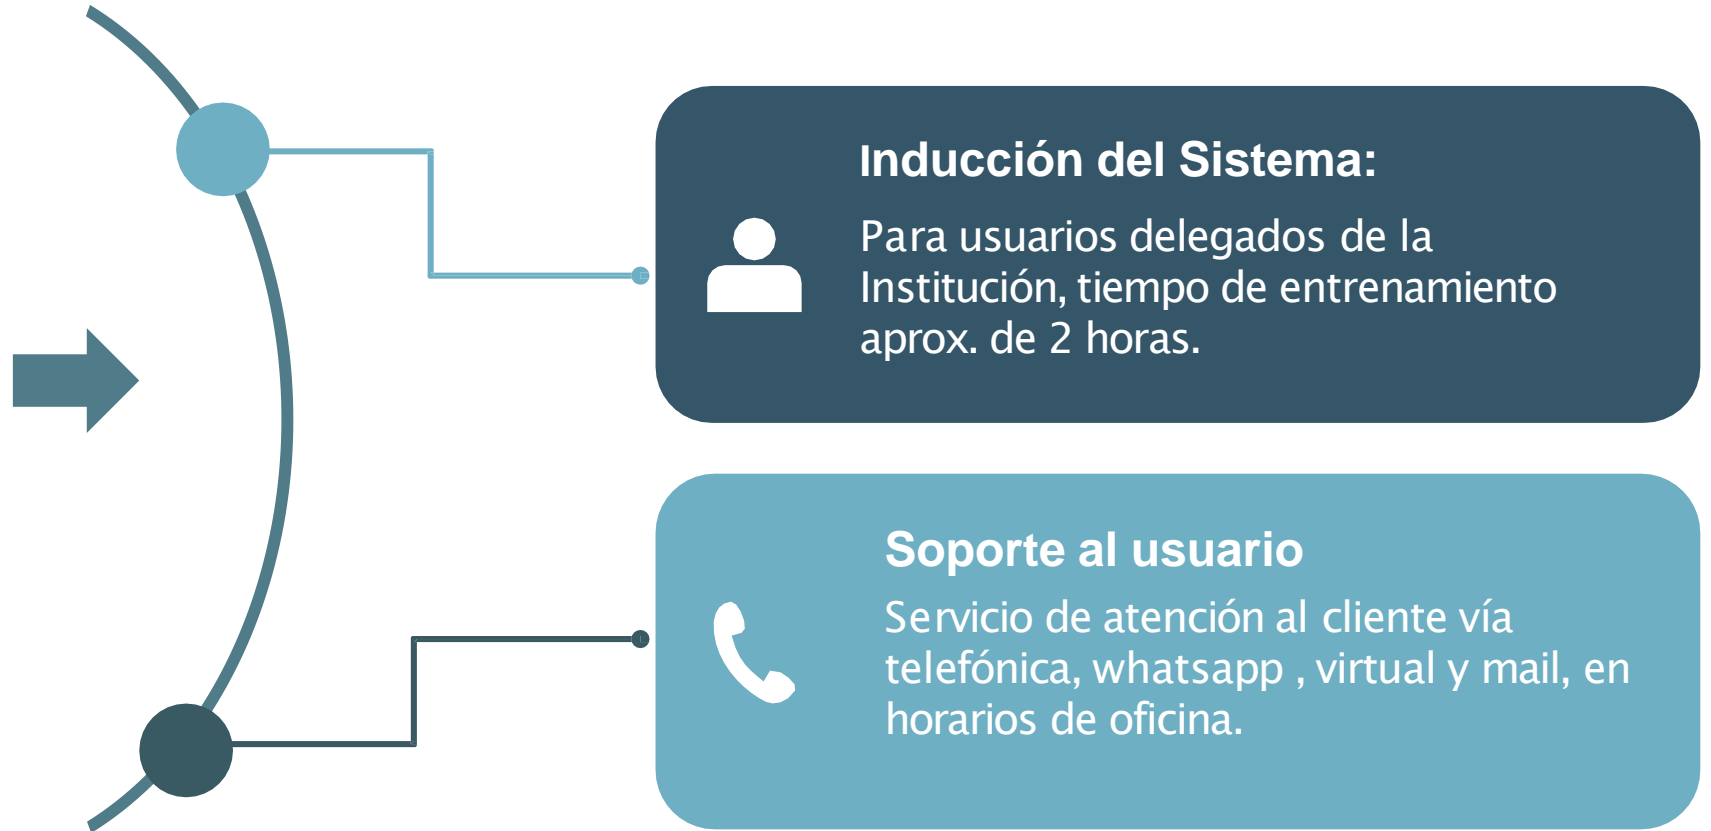 Inducción del Sistema:
Para usuarios delegados de la
Institución, tiempo de entrenamiento
aprox. de 2 horas.
Soporte al usuario
Servicio de atención al cliente vía
telefónica, whatsapp , virtual y mail, en
horarios de oficina.